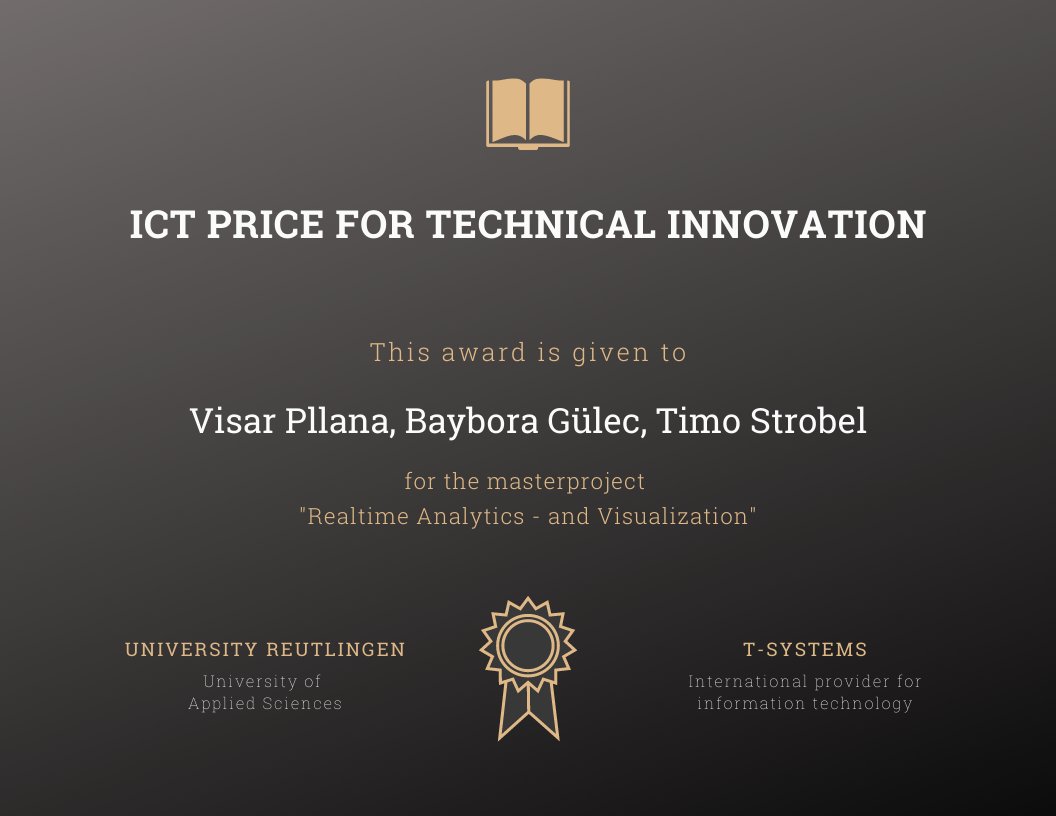 ICT PRICE FOR TECHNICAL INNOVATION
This award is given to
Visar Pllana, Baybora Gülec, Timo Strobel
for the masterproject
"Realtime Analytics - and Visualization"
UNIVERSITY REUTLINGEN
University of
Applied Sciences
T-SYSTEMS
International provider for
information technology